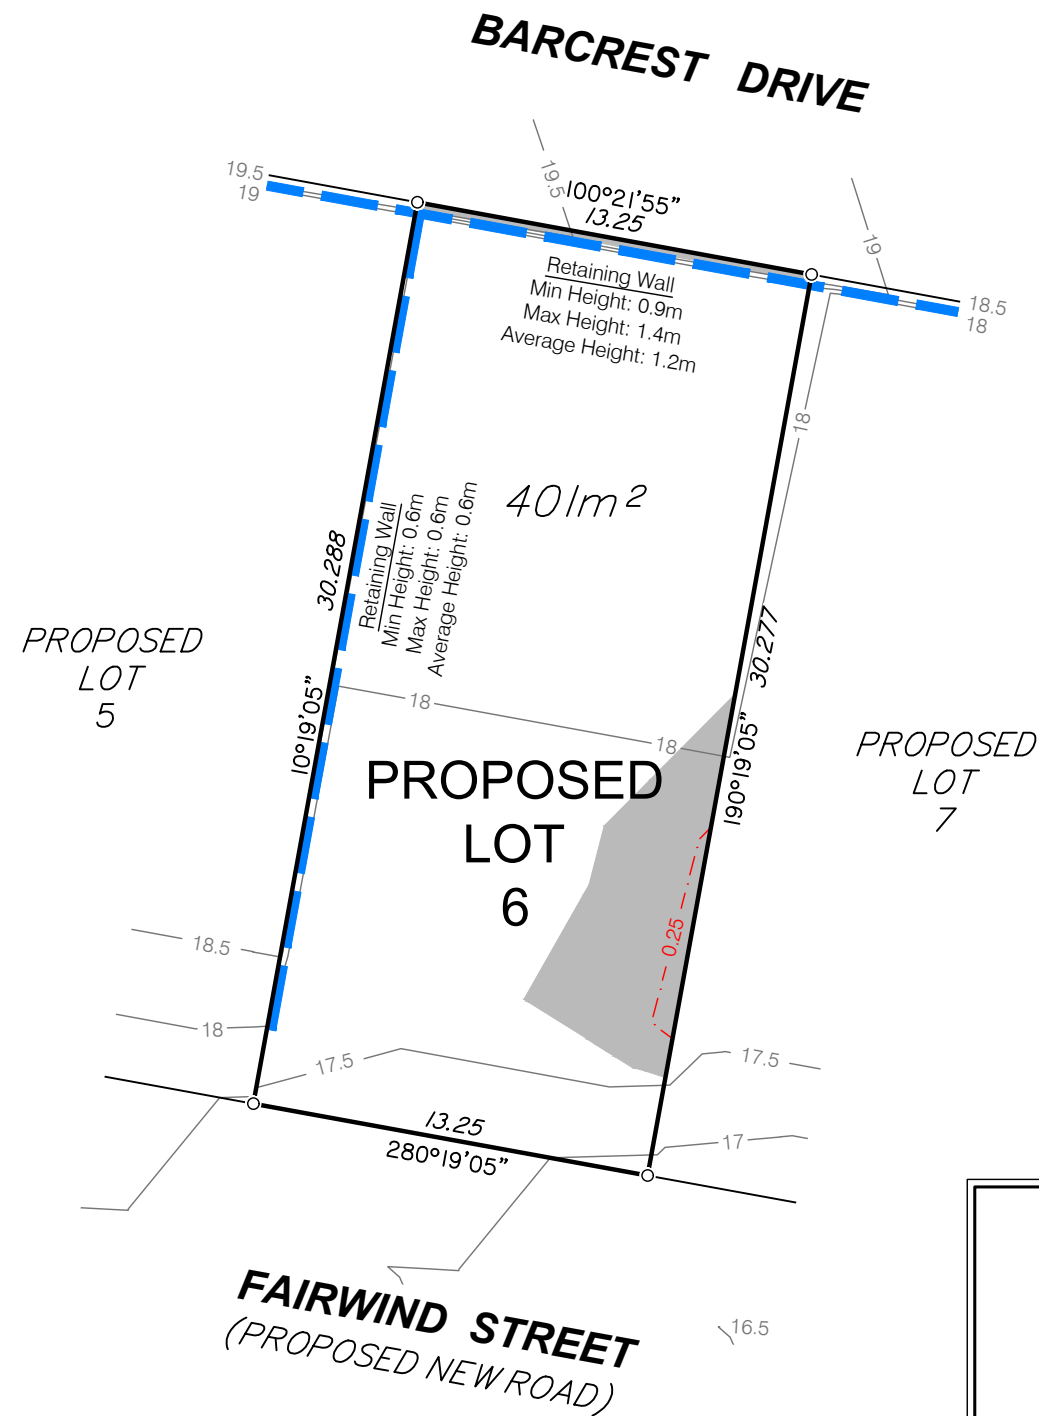 BARCREST DRIVE
19.5
19
19.5
100°21'55"
13.25
19
18.5
18
Retaining Wall
Min Height: 0.9m
Max Height: 1.4m
Average Height: 1.2m
18
401m²
Retaining Wall
Min Height: 0.6m
Max Height: 0.6m
Average Height: 0.6m
30.288
10°19'05"
30.277
190°19'05"
PROPOSED
LOT
5
18
18
PROPOSED
LOT
6
PROPOSED
LOT
7
0.25
18.5
18
17.5
17.5
13.25
280°19'05"
17
FAIRWIND STREET
(PROPOSED NEW ROAD)
16.5